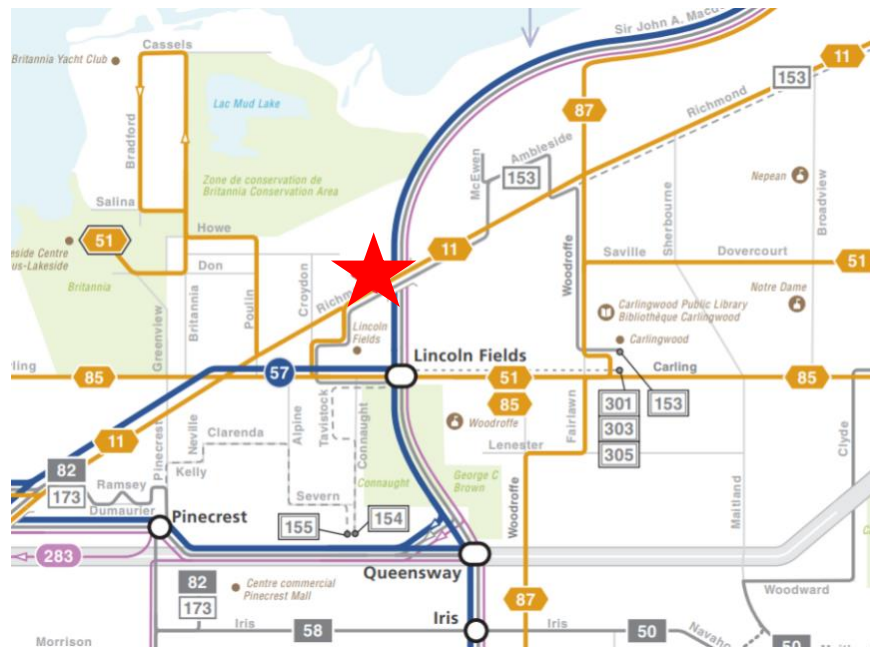 Sir John A. Macd
Cassels
Britannia Yacht Club
11
153
Lac Mud Lake
87
Richmond
Bradford
Ambleside
McEwen
153
Zone de conservation de
Britannia Conservation Area
Nepean
Broadview
Salina
Sherbourne
Howe
51
eside Centre
us-Lakeside
11
Woodroffe
Saville
Dovercourt
51
Don
Croydon
Britannia
Britannia
Poulin
Greenview
Richm
Notre Dame
Carlingwood Public Library
Bibliothèque Carlingwood
Lincoln
Fields
Carlingwood
Lincoln Fields
ling
85
57
51
Carling
85
85
301
153
303
305
Neville
Alpine
Tavistock
Connaught
Woodroffe
Fairlawn
Clyde
11
Clarenda
Lenester
Pinecrest
82
173
Kelly
Ramsey
Dumaurier
Severn
Connaught
George C
Brown
Woodroffe
Maitland
Pinecrest
155
154
283
Queensway
82
173
Centre commercial
Pinecrest Mall
87
Woodward
Iris
58
Iris
Iris
50
Navaho
50
Morrison